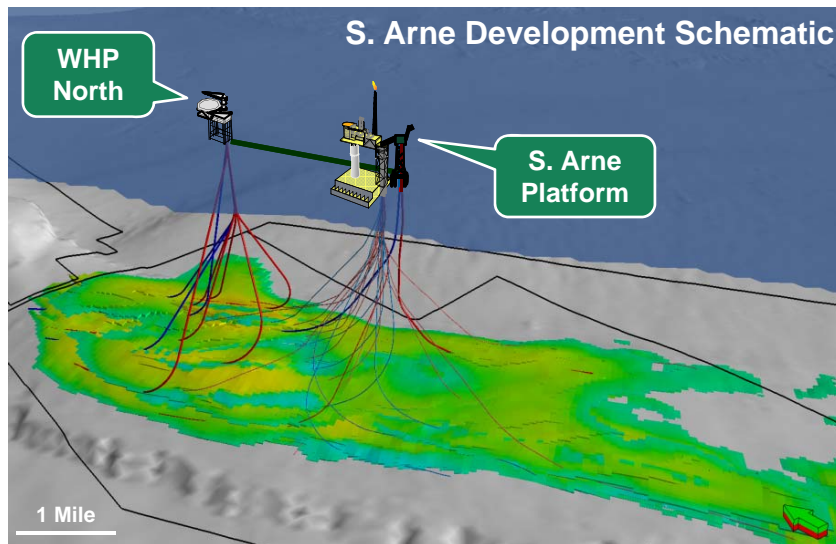 S. Arne Development Schematic
WHP
North
S. Arne
Platform
1 Mile